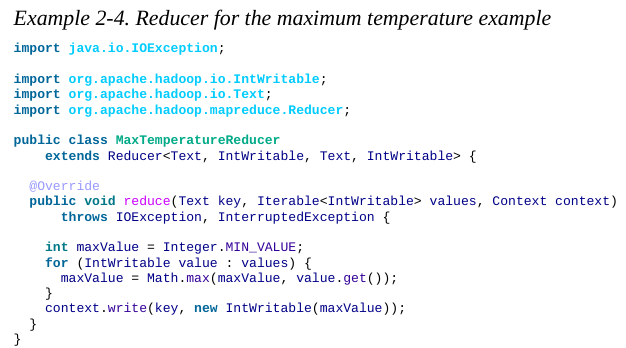 Example 2-4. Reducer for the maximum temperature example
import java.io.IOException;
import org.apache.hadoop.io.IntWritable;
import org.apache.hadoop.io.Text;
import org.apache.hadoop.mapreduce.Reducer;
public class MaxTemperatureReducer
    extends Reducer<Text, IntWritable, Text, IntWritable> {
  @Override
  public void reduce(Text key, Iterable<IntWritable> values, Context context)
      throws IOException, InterruptedException {
    int maxValue = Integer.MIN_VALUE;
    for (IntWritable value : values) {
      maxValue = Math.max(maxValue, value.get());
    }
    context.write(key, new IntWritable(maxValue));
  }
}